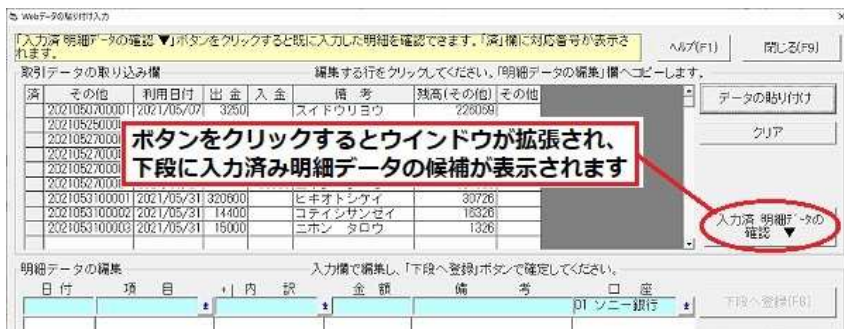 Webデータの貼り付け入力
「入力済 明細データの確認 ▼」ボタンをクリックすると既に入力した明細を確認できます。「済」欄に対応番号が表示さ
れます。
ヘルプ(F1)
閉じる(F9)
取引データの取り込み欄
編集する行をクリックしてください。「明細データの編集」欄へコピーします。
済 その他 利用日付 出 金 入 金 備 考 残高(その他) その他
20210507000001 2021/05/07 3250 スイドウリヨウ 226059
データの貼り付け
202105250000
202105270000
202105270000
202105270000
202105270000
クリア
ボタンをクリックするとウインドウが拡張され、
下段に入力済み明細データの候補が表示されます
20210531000001 2021/05/31 320600 ヒキオトシケイ 30726
20210531000002 2021/05/31 14400 コテイシサンゼイ 16326
20210531000003 2021/05/31 15000 ニホン タロウ 1326
入力済 明細データの
確認 ▼
明細データの編集
入力欄で編集し、「下段へ登録」ボタンで確定してください。
日 付 項 目 +| 内 訳 金 額 備 考 口 座
01 ソニー銀行
下段へ登録(F8)